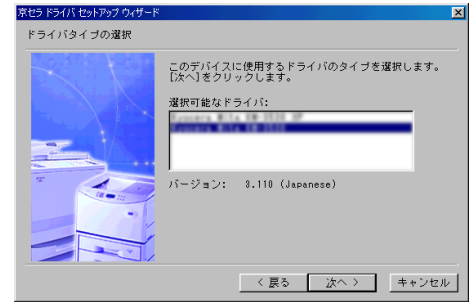 京セラ ドライバ セットアップ ウィザード
ドライバタイプの選択
このデバイスに使用するドライバのタイプを選択します。
[次へ]をクリックします。
選択可能なドライバ:
バージョン: 3.110 (Japanese)
< 戻る
次へ >
キャンセル